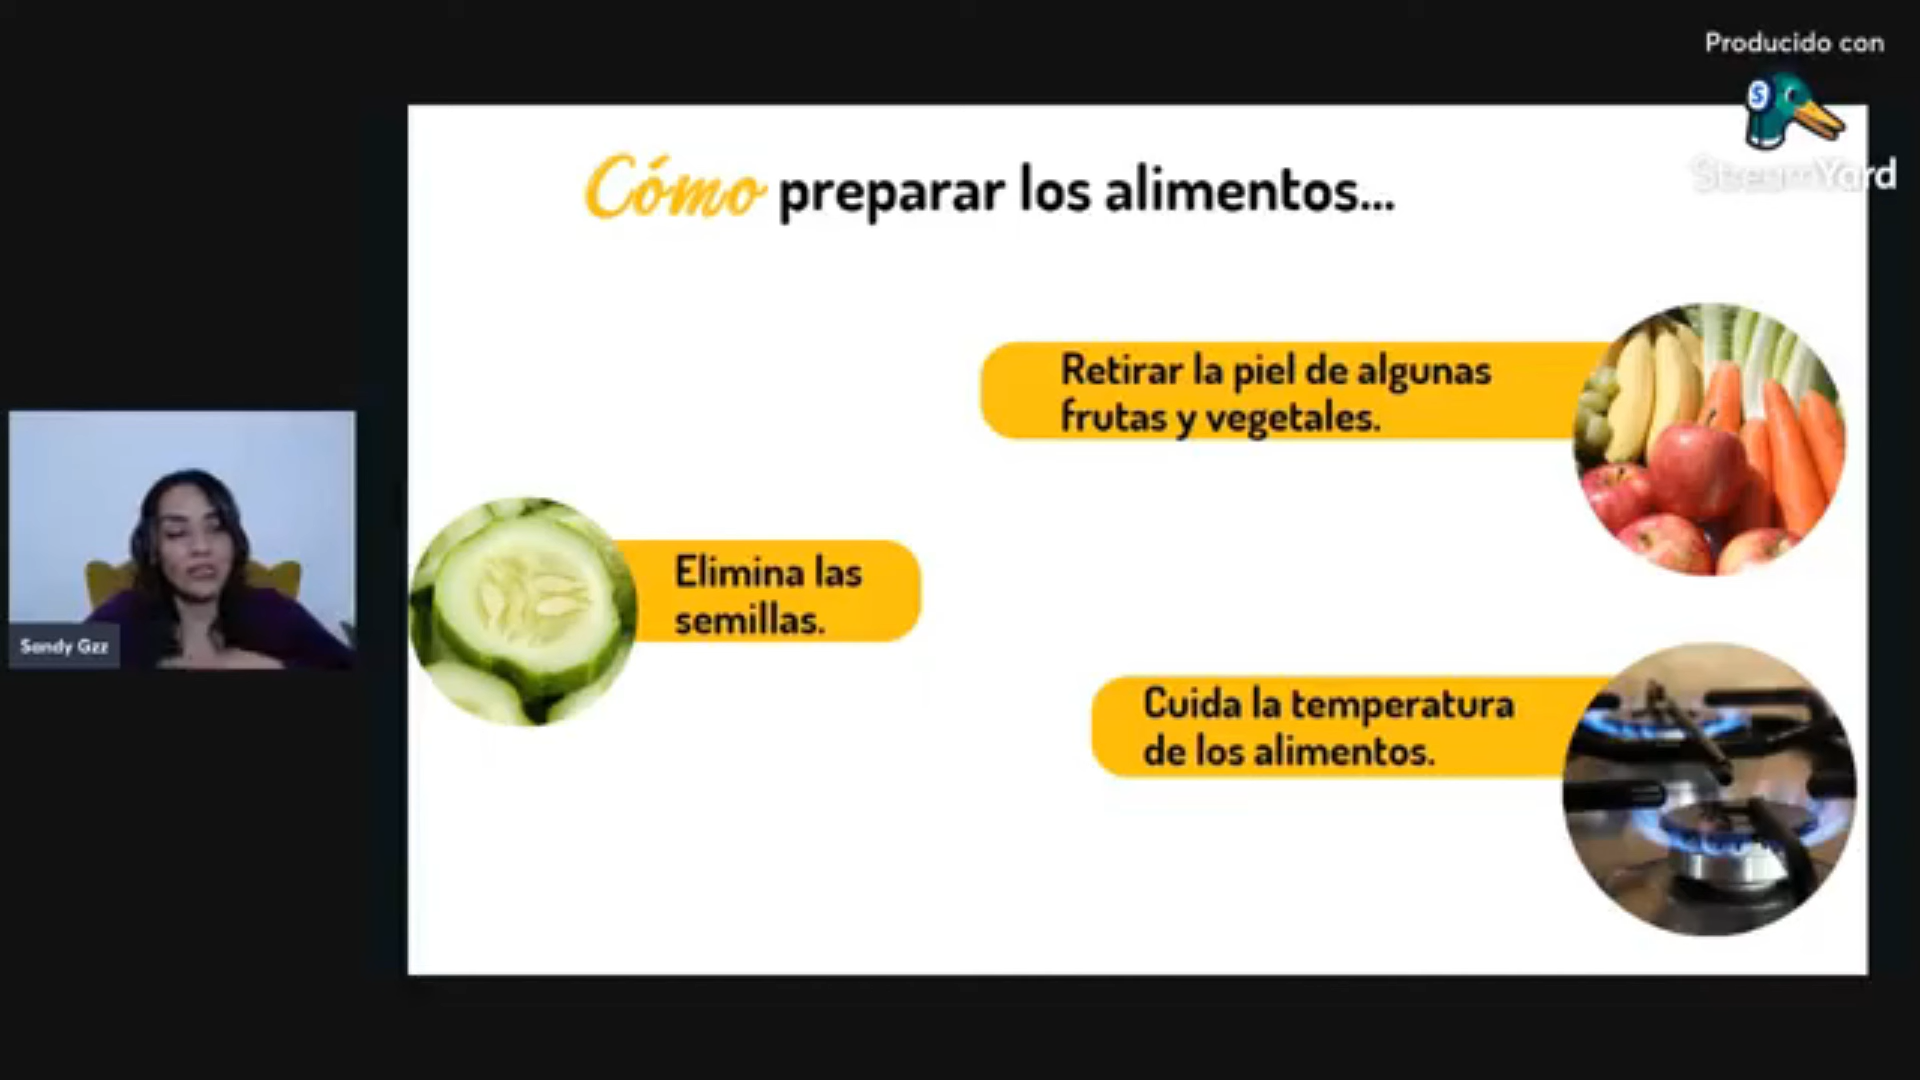 Producido con
StreamYard
Cómo preparar los alimentos...
Retirar la piel de algunas
frutas y vegetales.
Elimina las
semillas.
Sandy Gzz
Cuida la temperatura
de los alimentos.